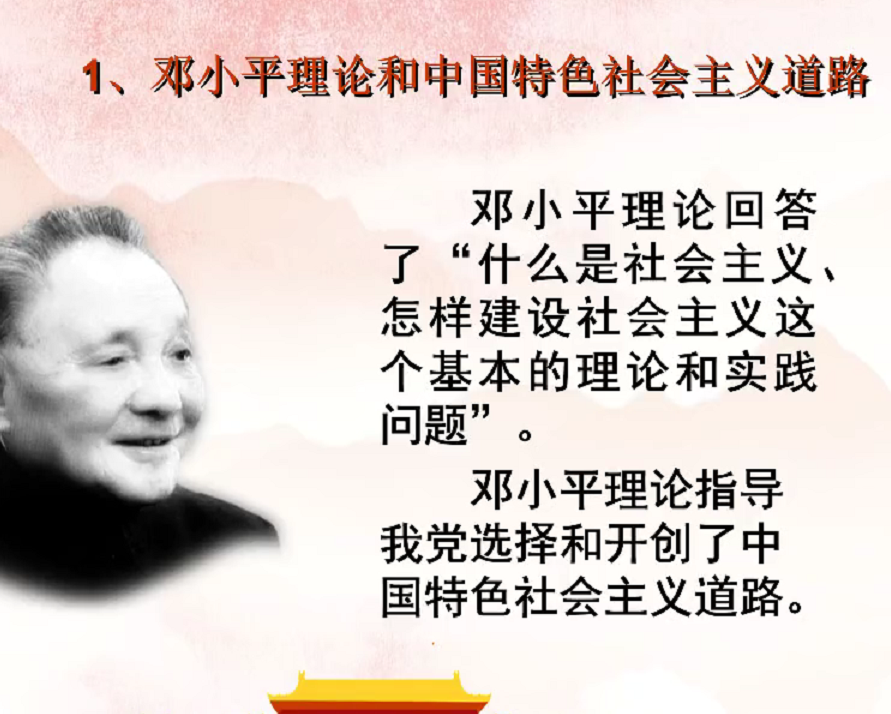 1、邓小平理论和中国特色社会主义道路
邓小平理论回答
了“什么是社会主义、
怎样建设社会主义这
个基本的理论和实践
问题”。
邓小平理论指导
我党选择和开创了中
国特色社会主义道路。